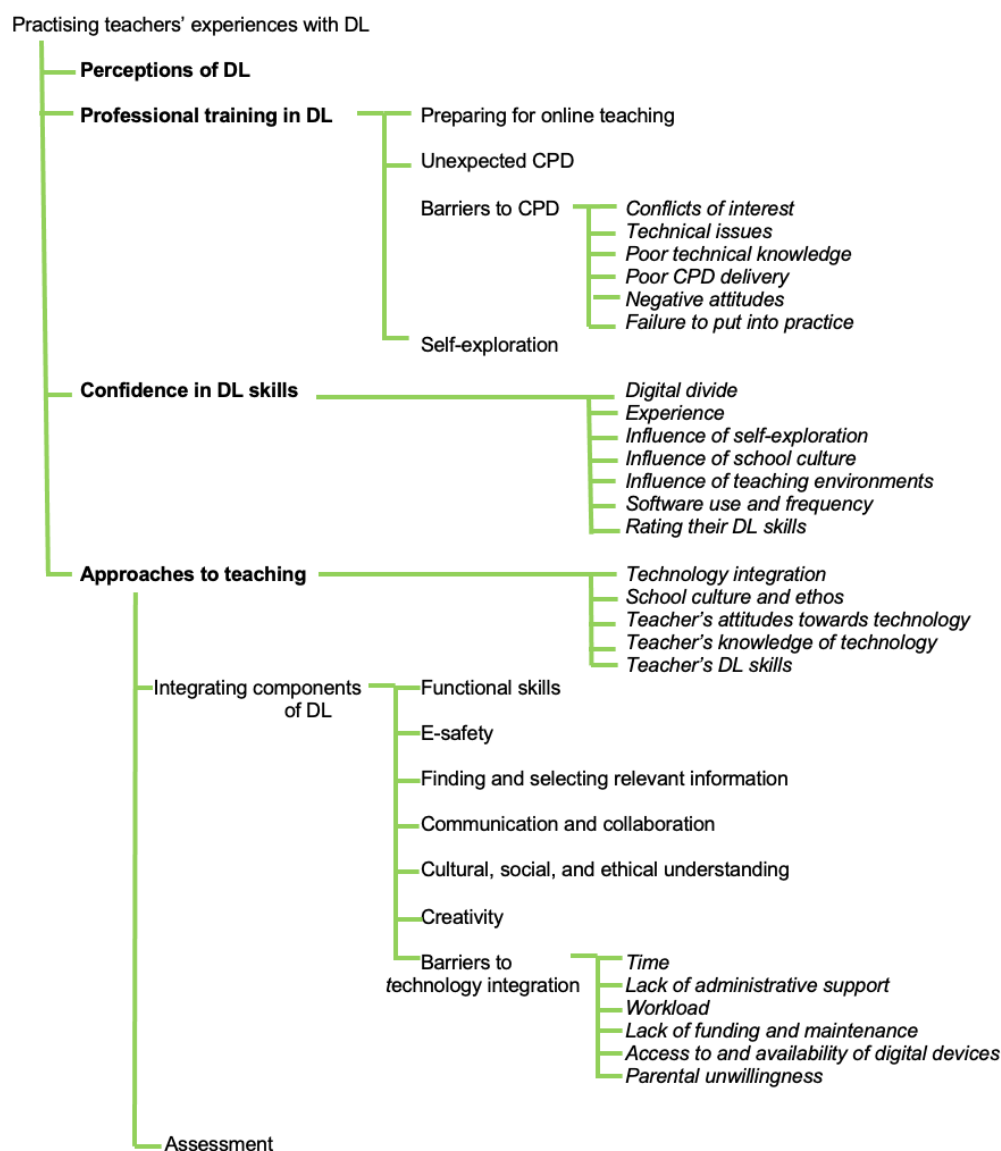 Practising teachers’ experiences with DL
Perceptions of DL
Professional training in DL
Preparing for online teaching
Unexpected CPD
Barriers to CPD
Conflicts of interest
Technical issues
Poor technical knowledge
Poor CPD delivery
Negative attitudes
Failure to put into practice
Self-exploration
Confidence in DL skills
Digital divide
Experience
Influence of self-exploration
Influence of school culture
Influence of teaching environments
Software use and frequency
Rating their DL skills
Approaches to teaching
Technology integration
School culture and ethos
Teacher’s attitudes towards technology
Teacher’s knowledge of technology
Teacher’s DL skills
Integrating components
of DL
Functional skills
E-safety
Finding and selecting relevant information
Communication and collaboration
Cultural, social, and ethical understanding
Creativity
Barriers to
technology integration
Time
Lack of administrative support
Workload
Lack of funding and maintenance
Access to and availability of digital devices
Parental unwillingness
Assessment